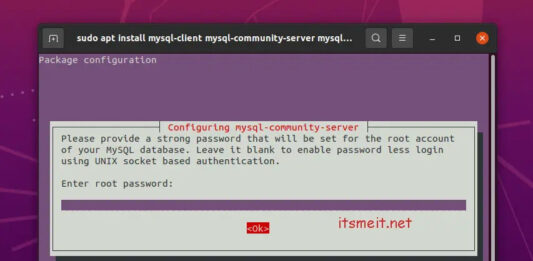 sudo apt install mysql-client mysql-community-server mysql...
Package configuration
Configuring mysql-community-server
Please provide a strong password that will be set for the root account
of your MySQL database. Leave it blank to enable password less login
using UNIX socket based authentication.
Enter root password:
<Ok>
itsmeit.net